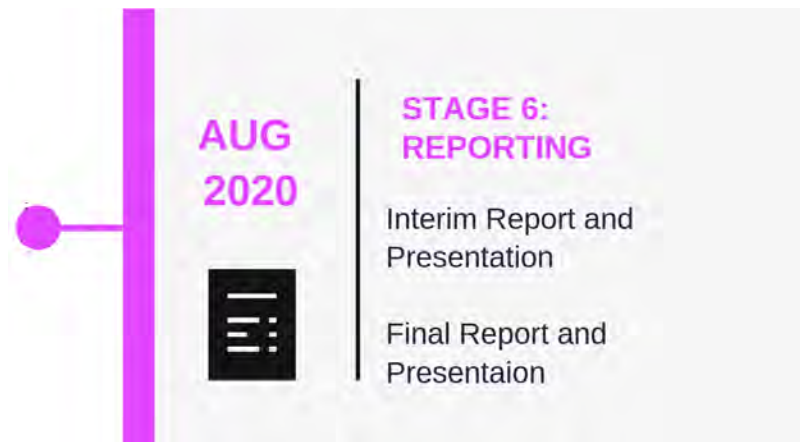 AUG
2020
STAGE 6:
REPORTING
Interim Report and
Presentation
Final Report and
Presentaion